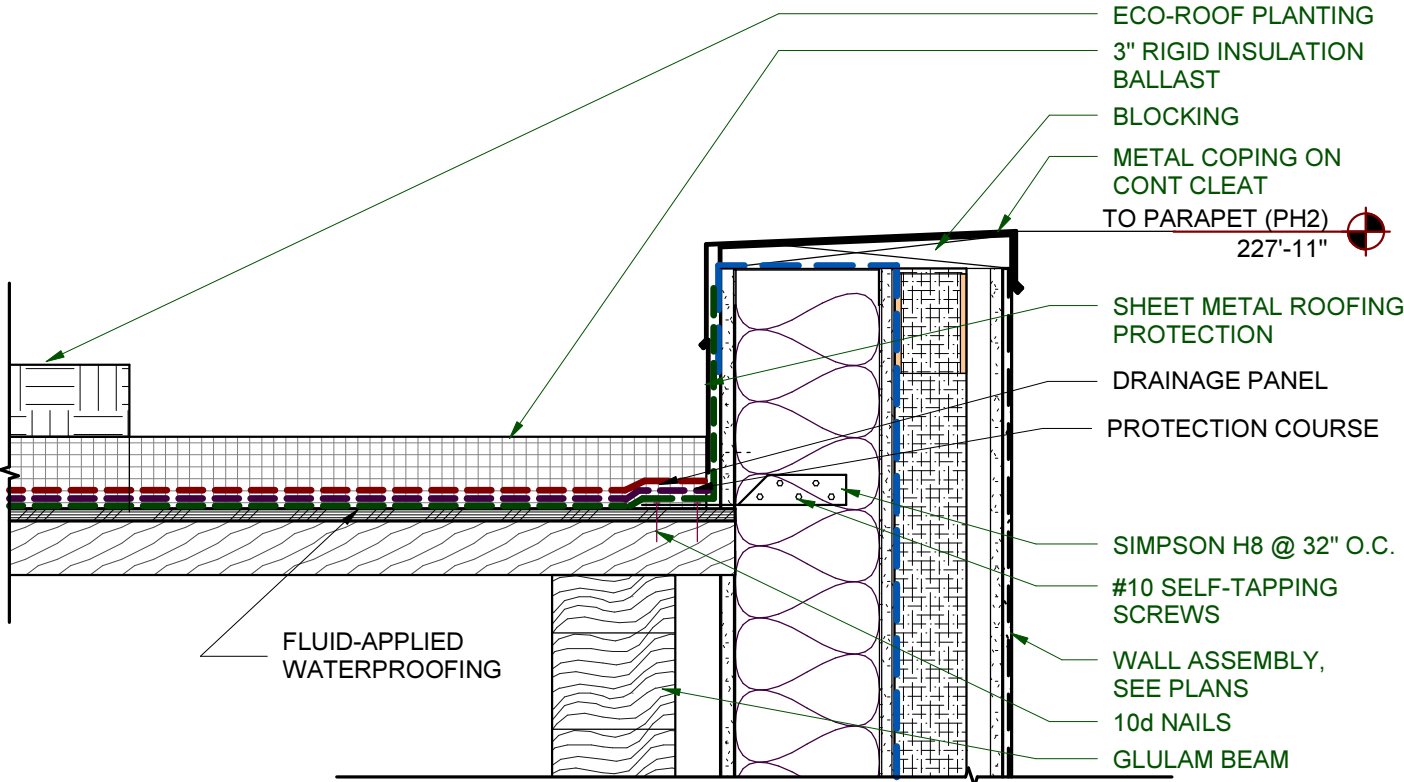 ECO-ROOF PLANTING
3" RIGID INSULATION
BALLAST
BLOCKING
METAL COPING ON
CONT CLEAT
TO PARAPET (PH2)
227'-11"
SHEET METAL ROOFING
PROTECTION
DRAINAGE PANEL
PROTECTION COURSE
SIMPSON H8 @ 32" O.C.
#10 SELF-TAPPING
SCREWS
WALL ASSEMBLY,
SEE PLANS
10d NAILS
GLULAM BEAM
FLUID-APPLIED
WATERPROOFING